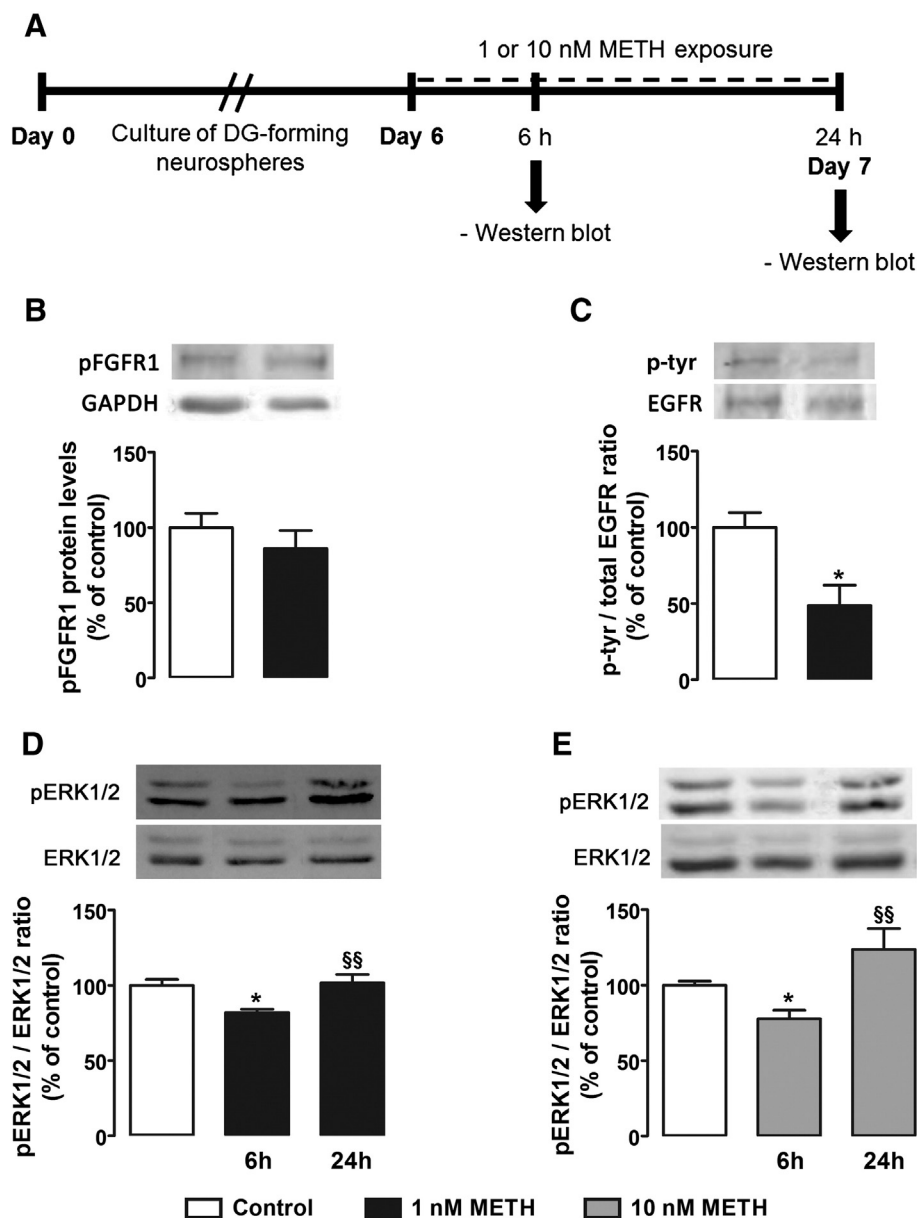 A
1 or 10 nM METH exposure
Day 0
Culture of DG-forming
neurospheres
Day 6
6 h
24 h
Day 7
- Western blot
- Western blot
B
pFGFR1
GAPDH
pFGFR1 protein levels
(% of control)
150
100
50
0
C
p-tyr
EGFR
p-tyr / total EGFR ratio
(% of control)
150
100
50
0
*
D
pERK1/2
ERK1/2
pERK1/2 / ERK1/2 ratio
(% of control)
150
100
50
0
*
§§
6h
24h
E
pERK1/2
ERK1/2
pERK1/2 / ERK1/2 ratio
(% of control)
150
100
50
0
*
§§
6h
24h
Control
1 nM METH
10 nM METH